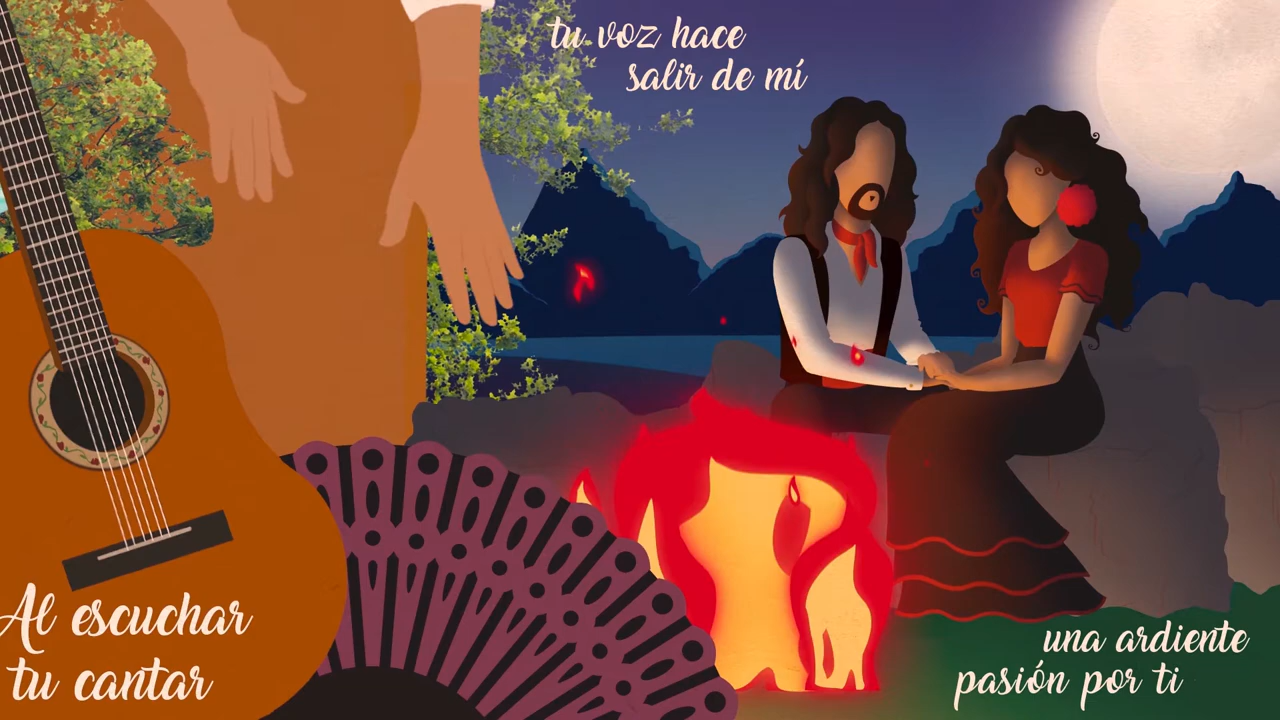 Al escuchar
tu cantar
tu voz hace
salir de mí
una ardiente
pasión por ti